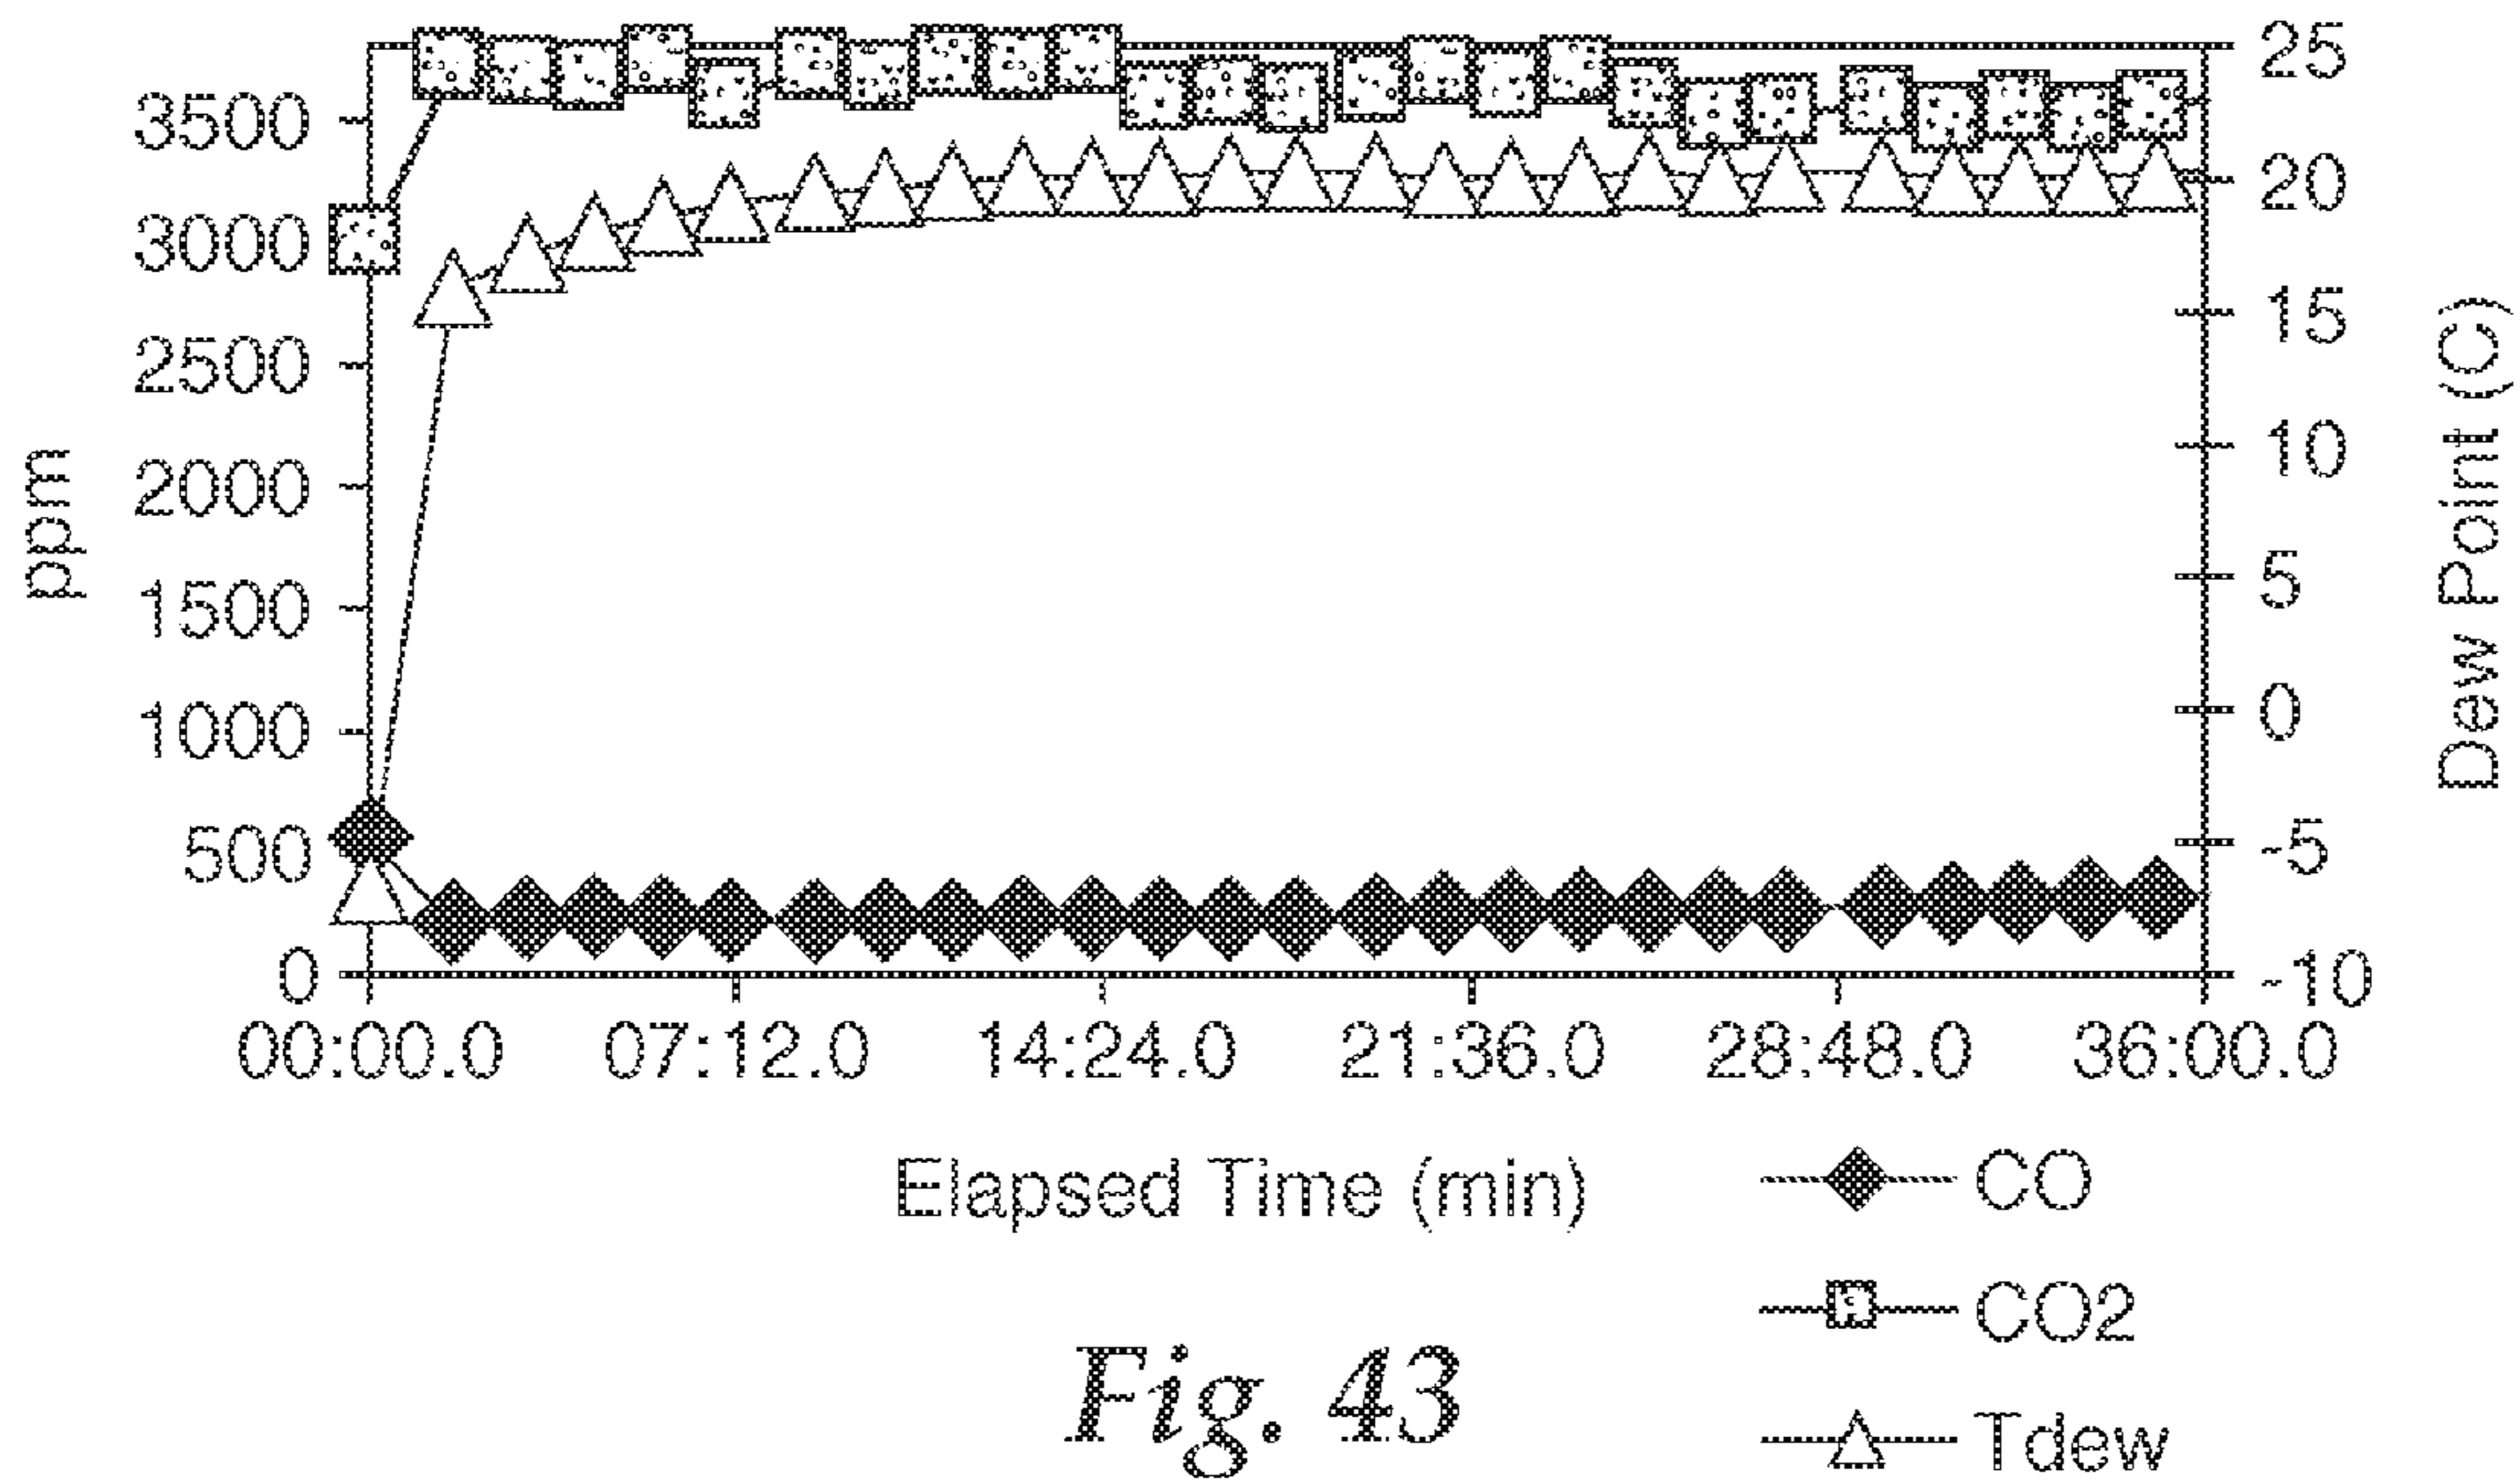 ppm
3500
3000
2500
2000
1500
1000
500
0
25
20
15
10
5
0
-5
-10
Dew Point (C)
00:00.0 07:12.0 14:24.0 21:36.0 28:48.0 36:00.0
Elapsed Time (min)
CO
CO2
Tdew
Fig. 43